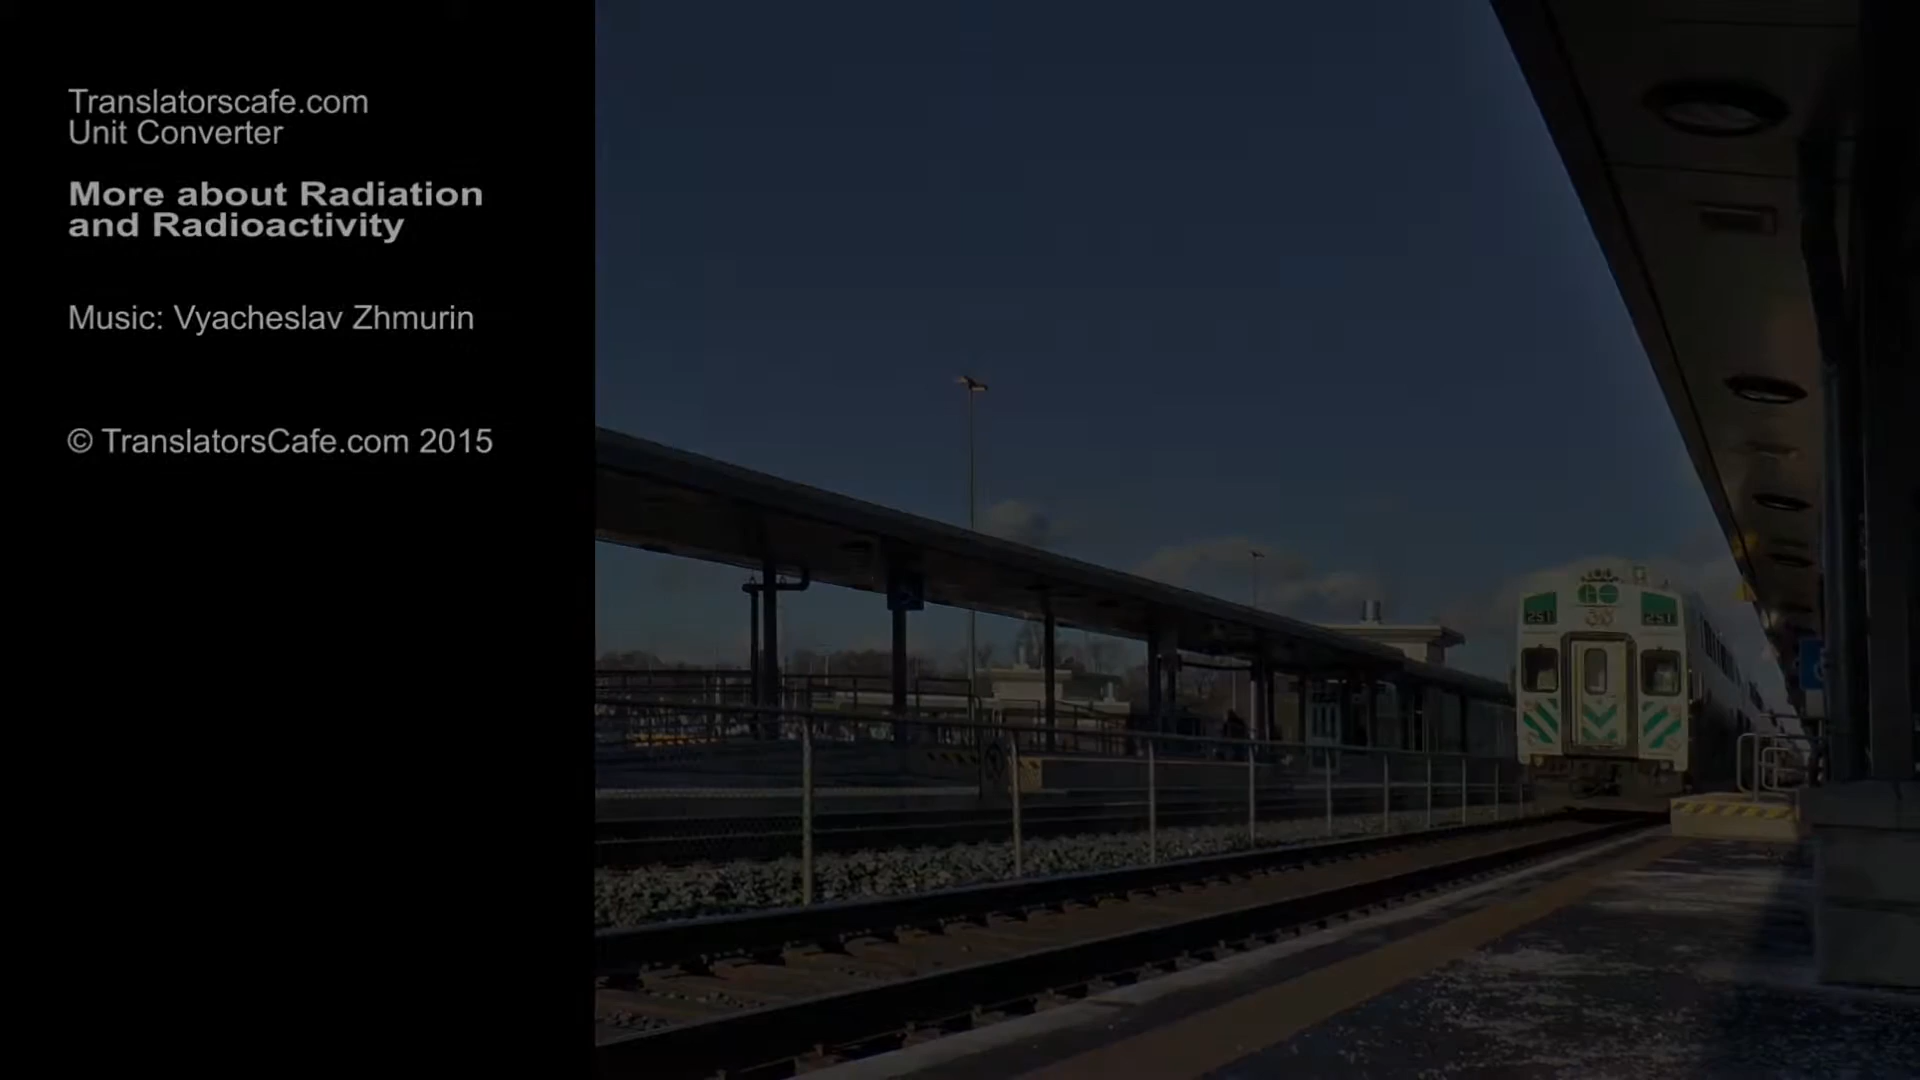 Translatorscafe.com
Unit Converter
More about Radiation
and Radioactivity
Music: Vyacheslav Zhmurin
© TranslatorsCafe.com 2015
GO
251
251